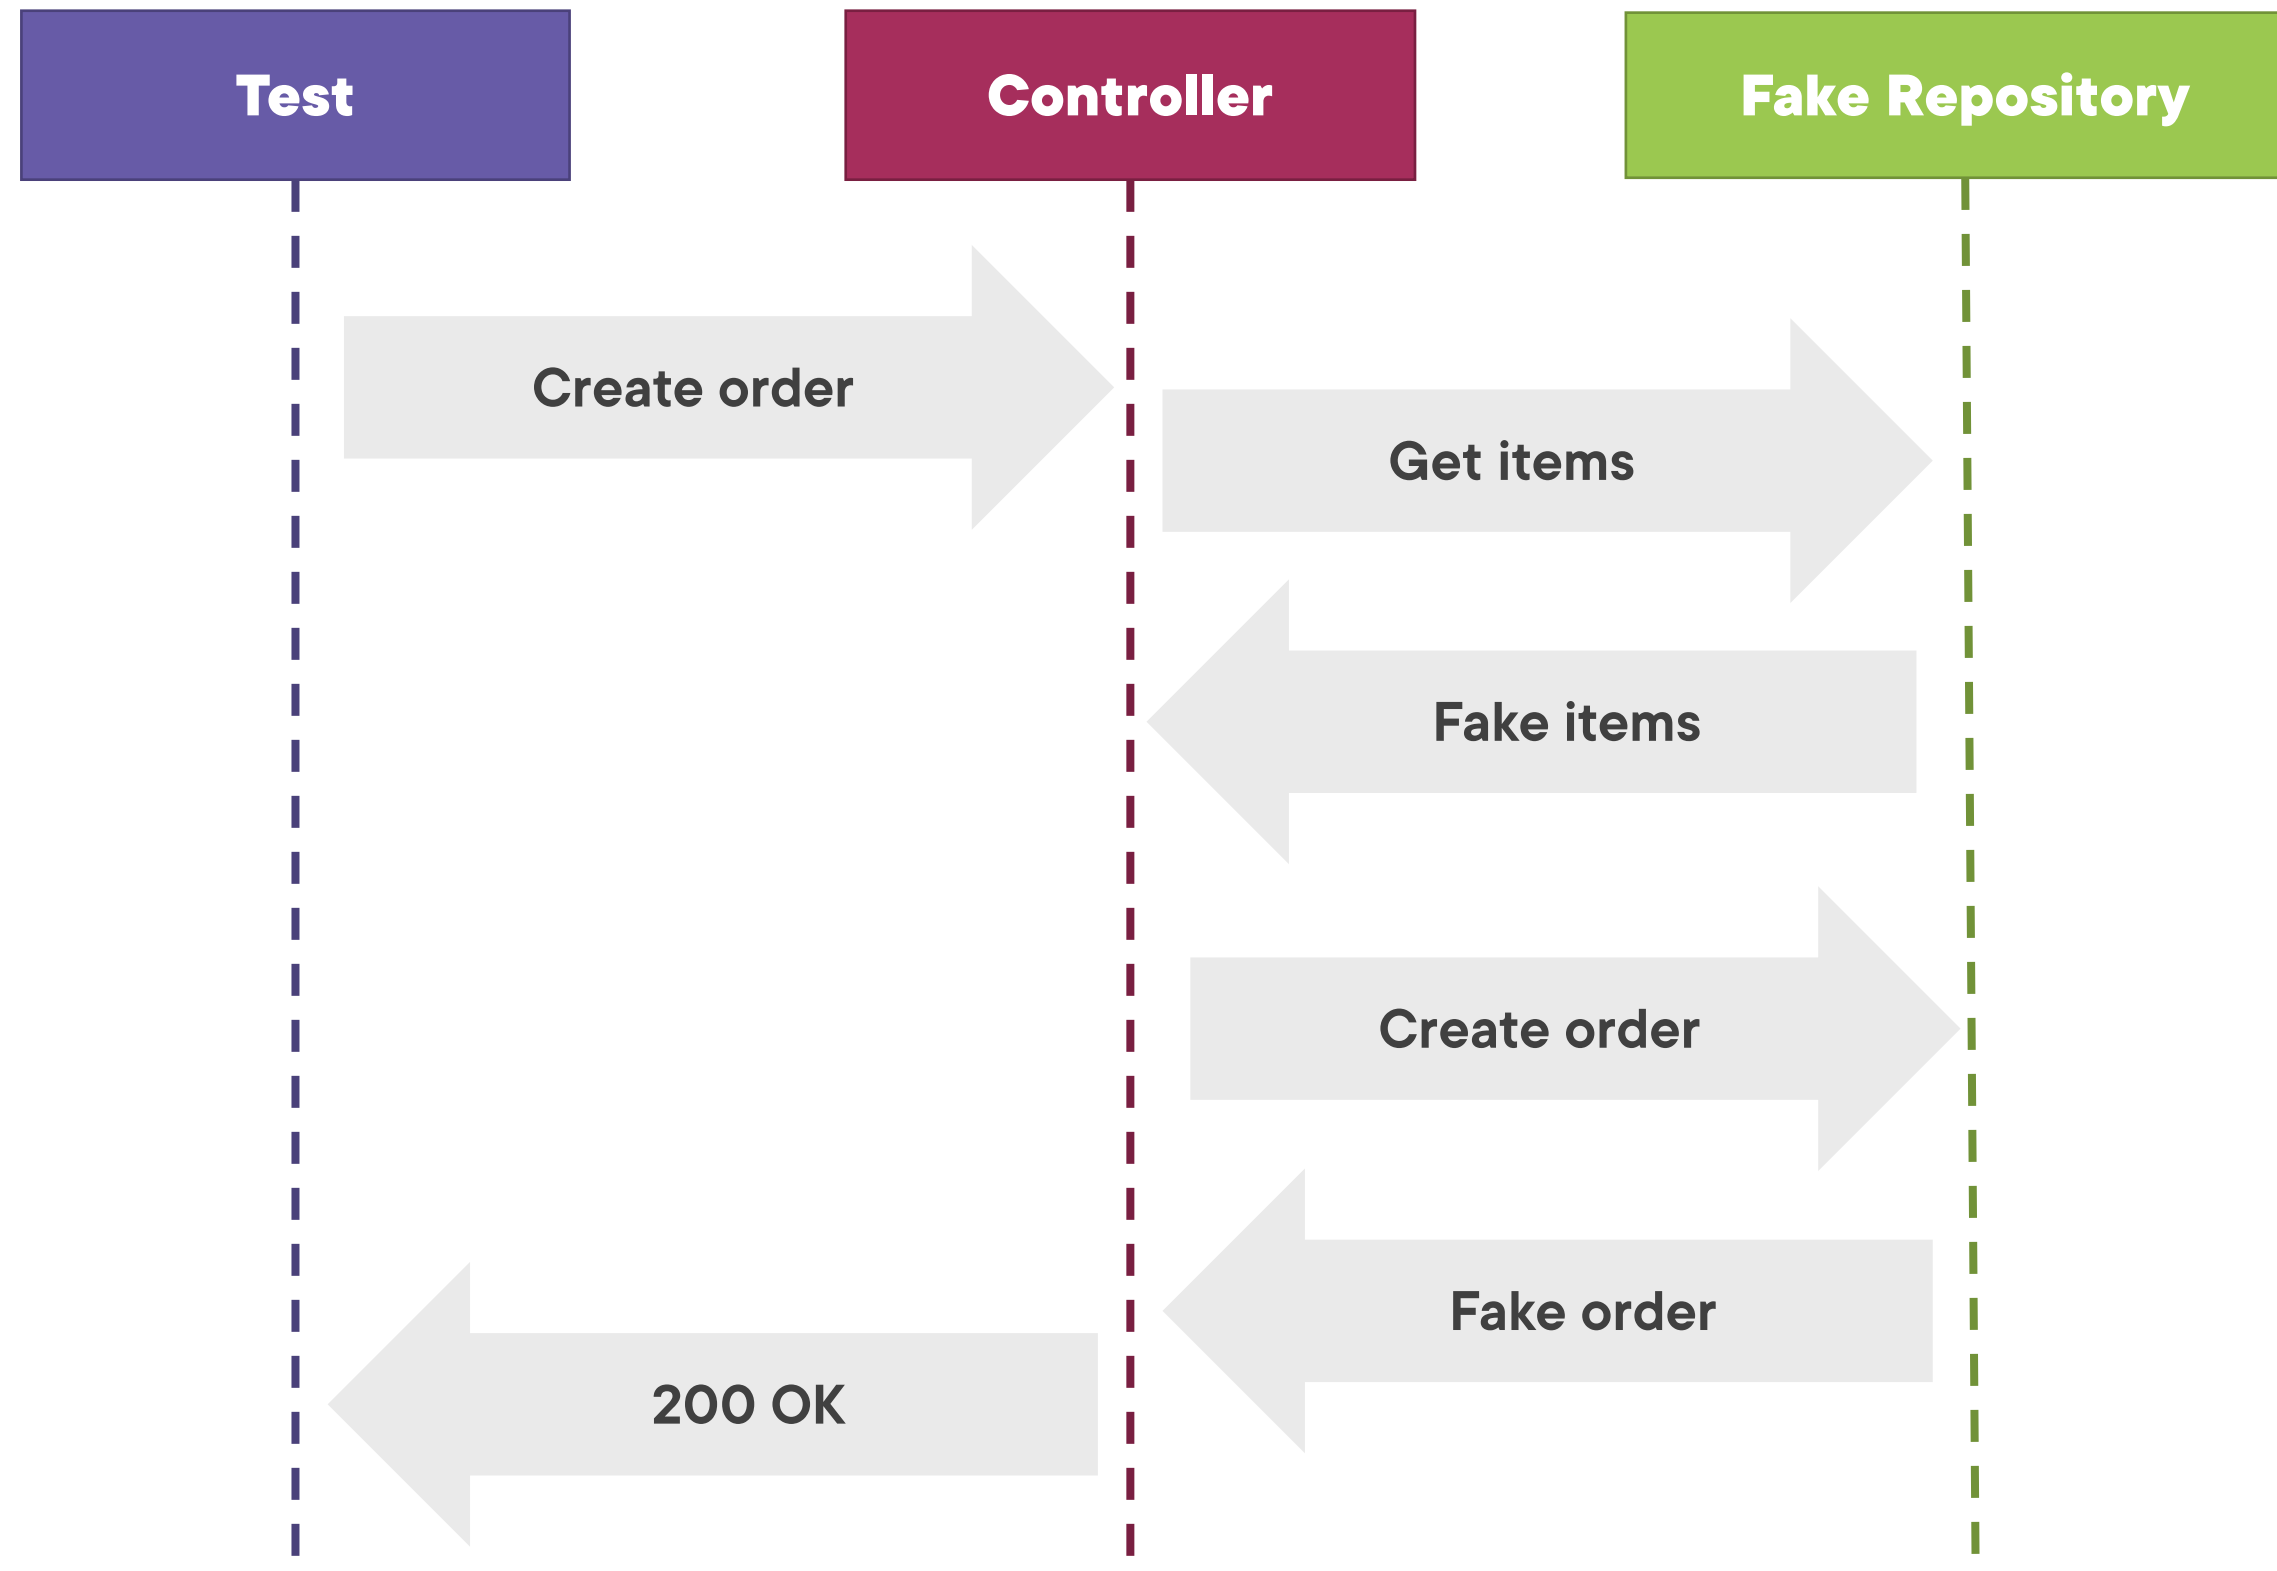 Test
Controller
Fake Repository
Create order
Get items
Fake items
Create order
Fake order
200 OK